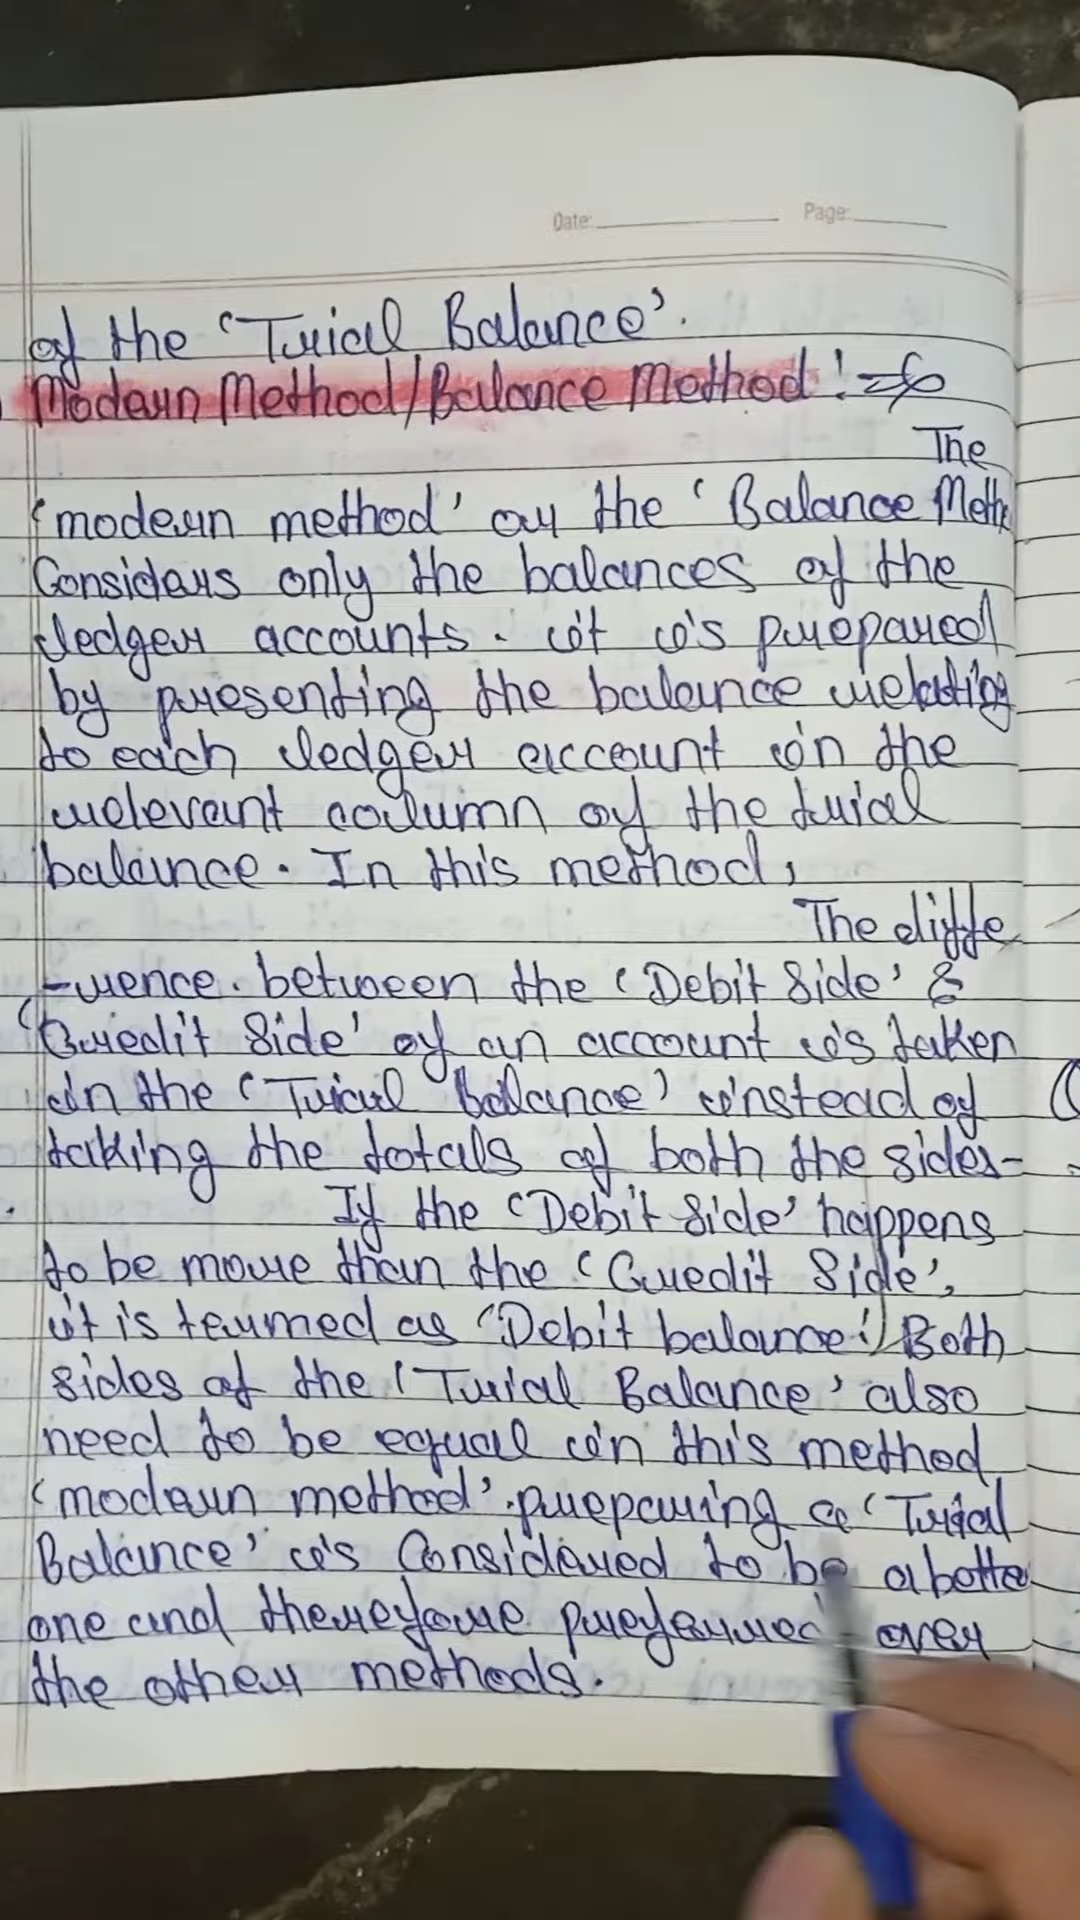 Date: Page:
of the 'Trial Balance'.
Modern Method/Balance Method :-
The
'modern method' or the 'Balance Meth
Considers only the balances of the
ledger accounts. it is prepared
by presenting the balance relating
to each ledger account in the
relevant column of the trial
balance. In this method,
The diffe
-rence. between the 'Debit Side' &
'Credit Side' of an account is taken
in the 'Trial balance' instead of
taking the totals of both the sides-
If the 'Debit Side' happens
to be more than the 'Credit Side',
it is termed as 'Debit balance'. Both
sides of the 'Trial Balance' also
need to be equal in this method
'modern method'. preparing a 'Trial
Balance' is Considered to be a bette
one and therefore preferred over
the other methods.